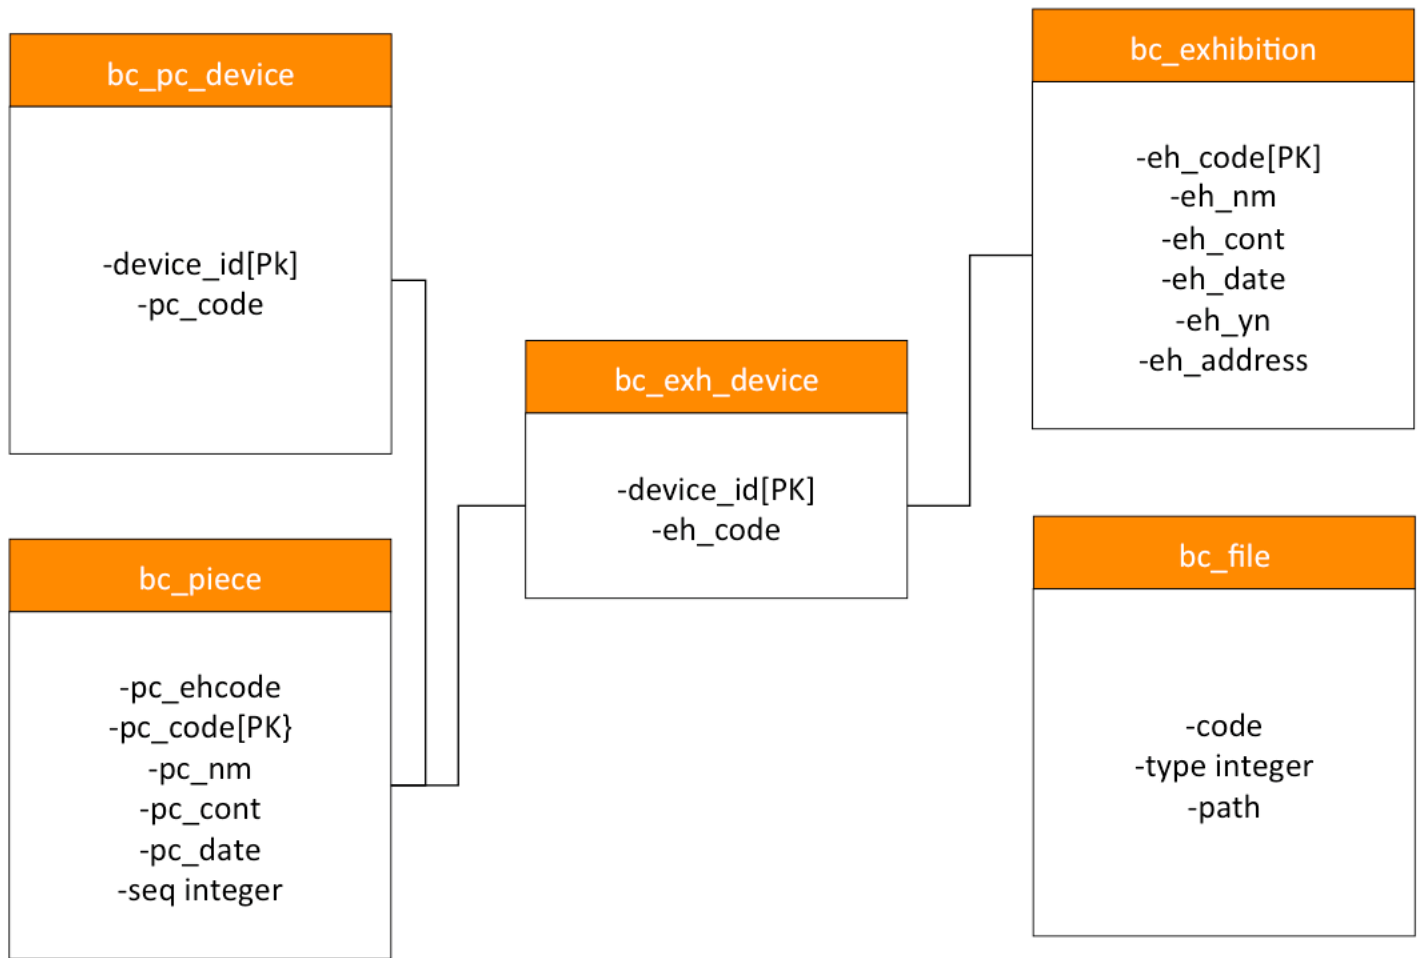 bc_pc_device
-device_id[Pk]
-pc_code
bc_piece
-pc_ehcode
-pc_code[PK}
-pc_nm
-pc_cont
-pc_date
-seq integer
bc_exh_device
-device_id[PK]
-eh_code
bc_exhibition
-eh_code[PK]
-eh_nm
-eh_cont
-eh_date
-eh_yn
-eh_address
bc_file
-code
-type integer
-path